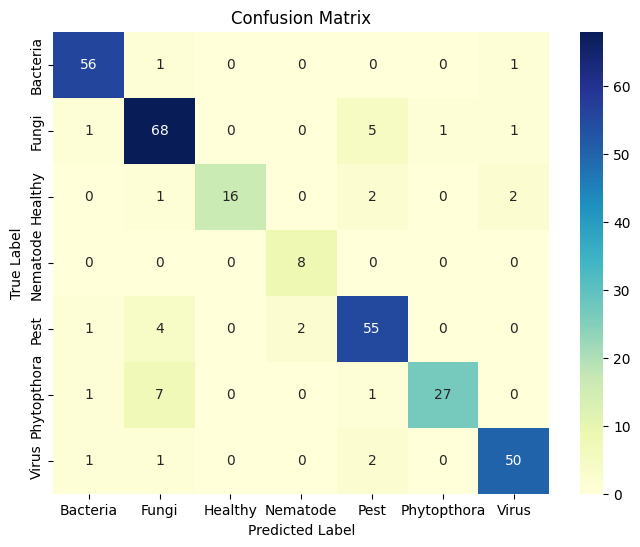 Confusion Matrix
True Label
Bacteria 56 1 0 0 0 0 1
Fungi 1 68 0 0 5 1 1
Healthy 0 1 16 0 2 0 2
Nematode 0 0 0 8 0 0 0
Pest 1 4 0 2 55 0 0
Phytopthora 1 7 0 0 1 27 0
Virus 1 1 0 0 2 0 50
Bacteria Fungi Healthy Nematode Pest Phytopthora Virus
Predicted Label
60
50
40
30
20
10
0